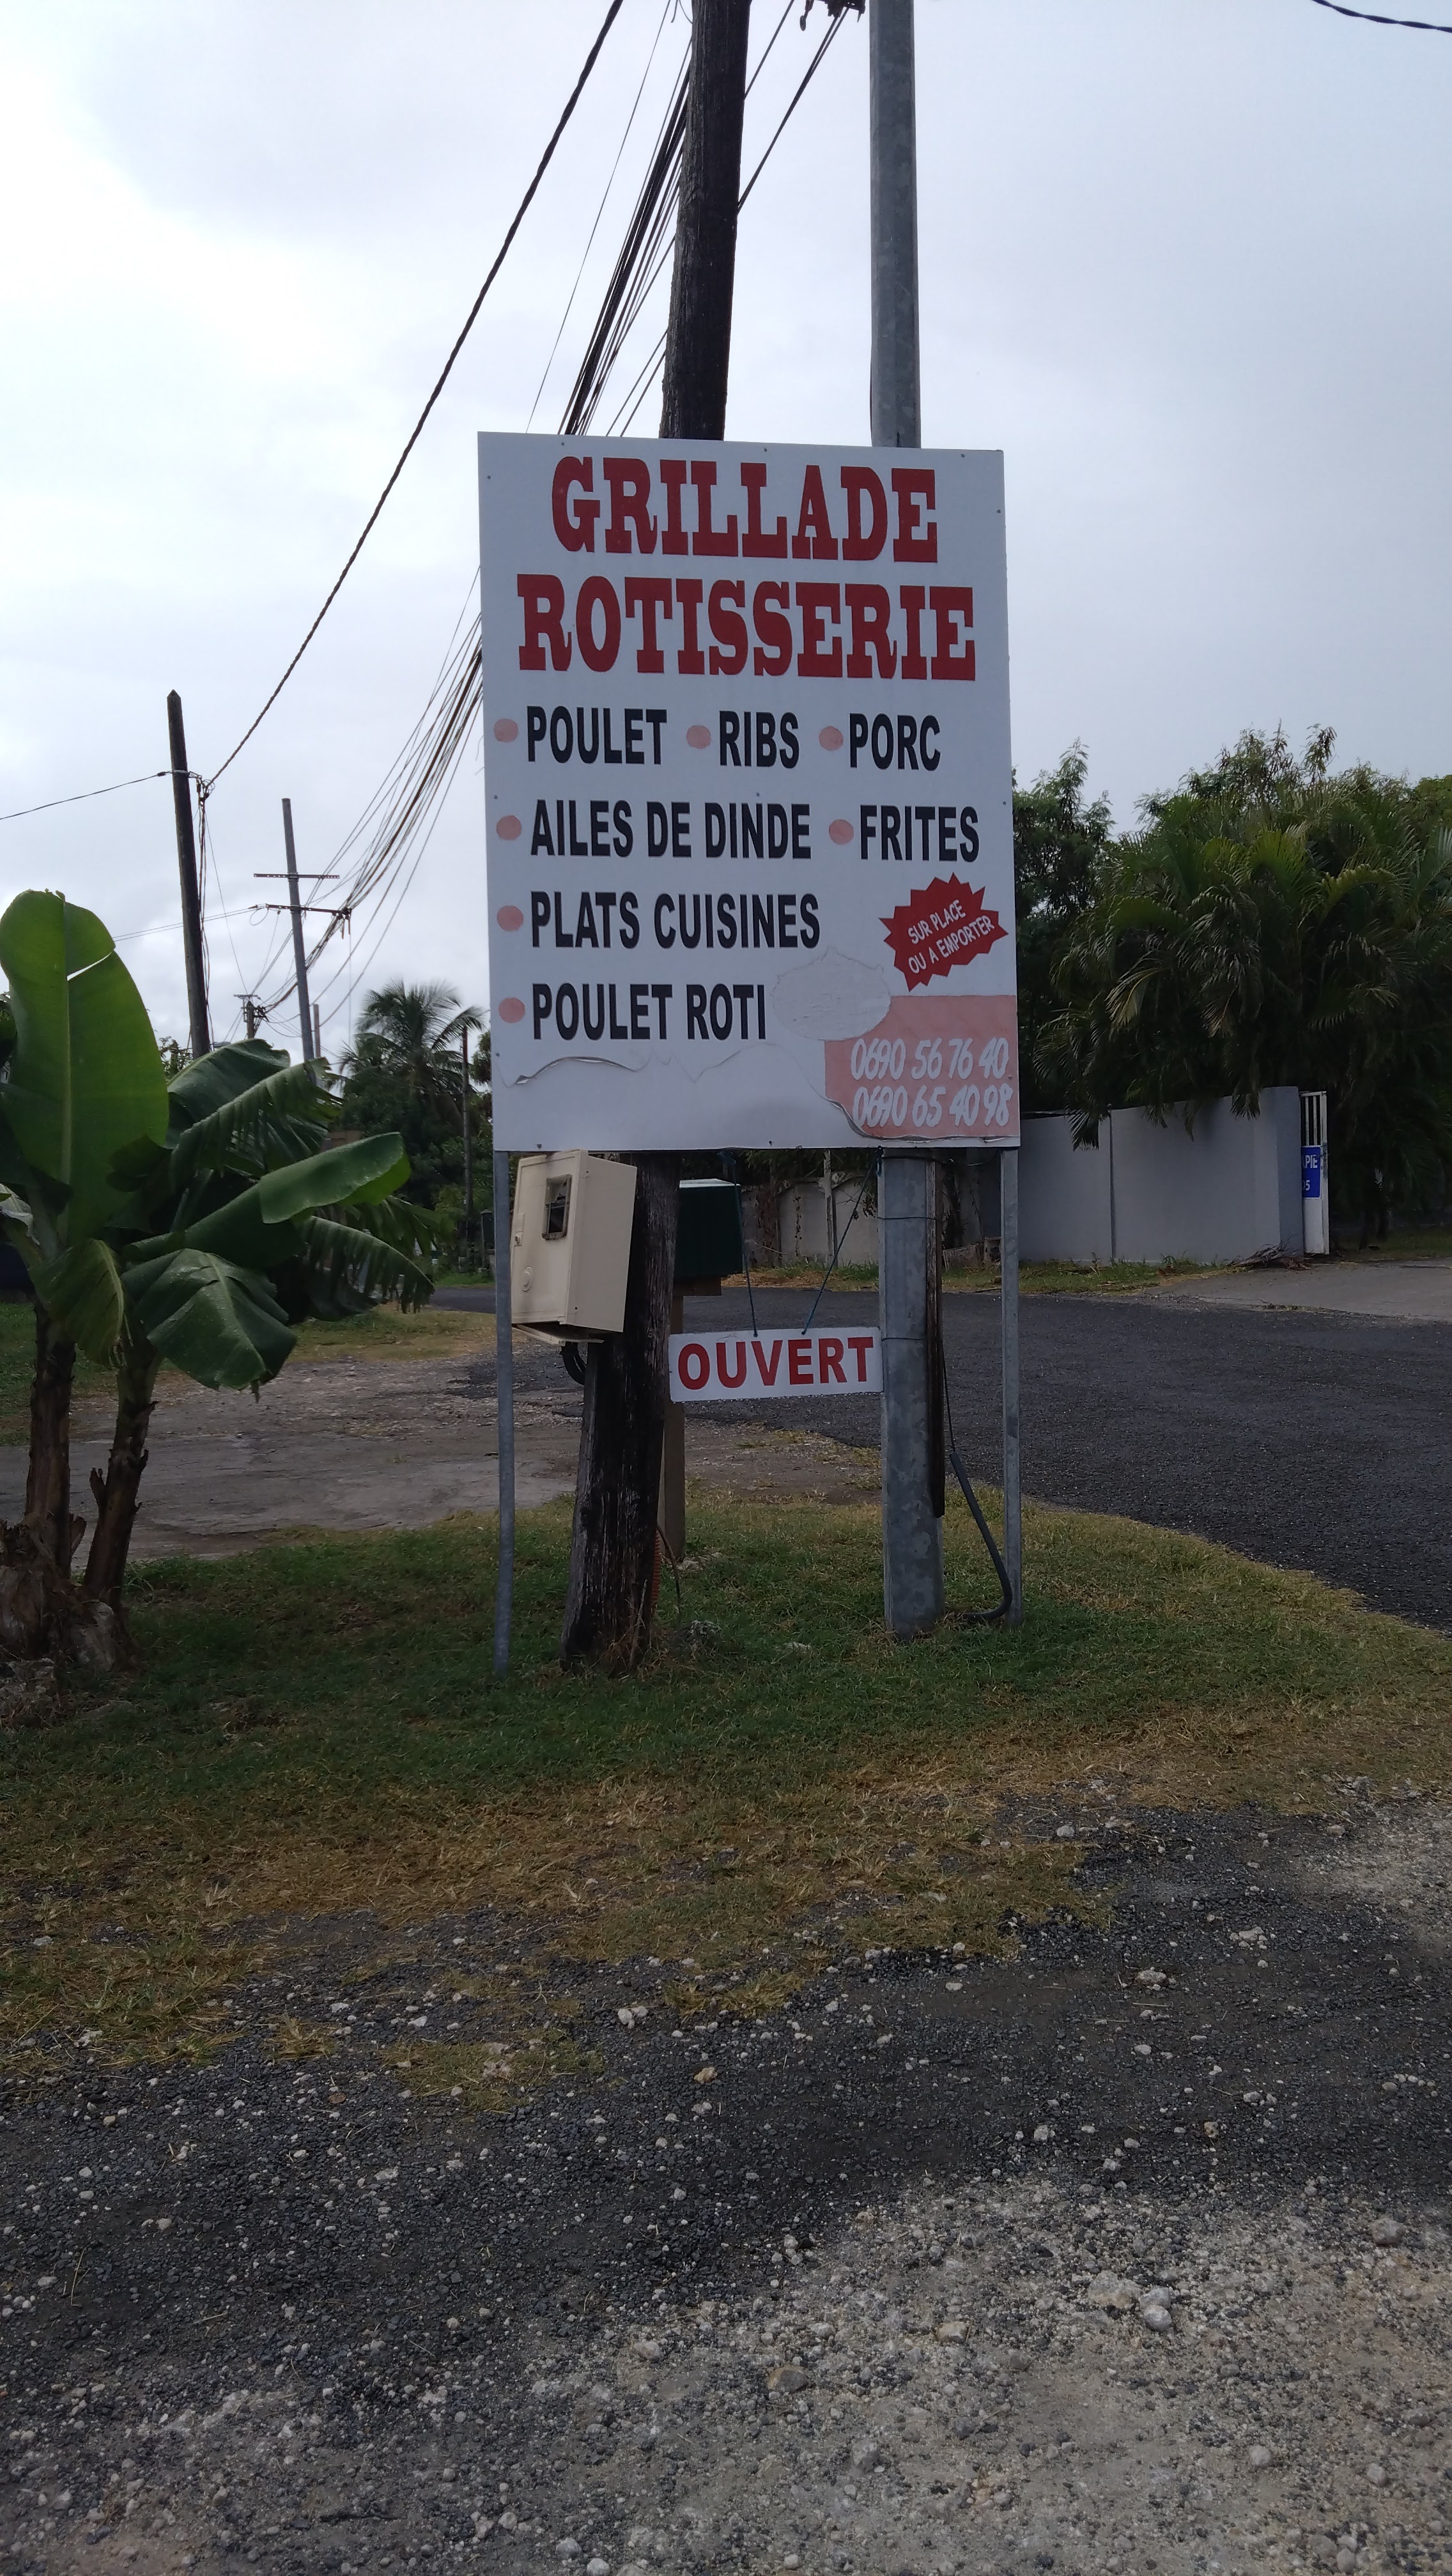 GRILLADE
ROTISSERIE
• POULET • RIBS • PORC
• AILES DE DINDE • FRITES
• PLATS CUISINES
SUR PLACE
OU A EMPORTER
• POULET ROTI
0690 56 76 40
0690 65 40 98
OUVERT